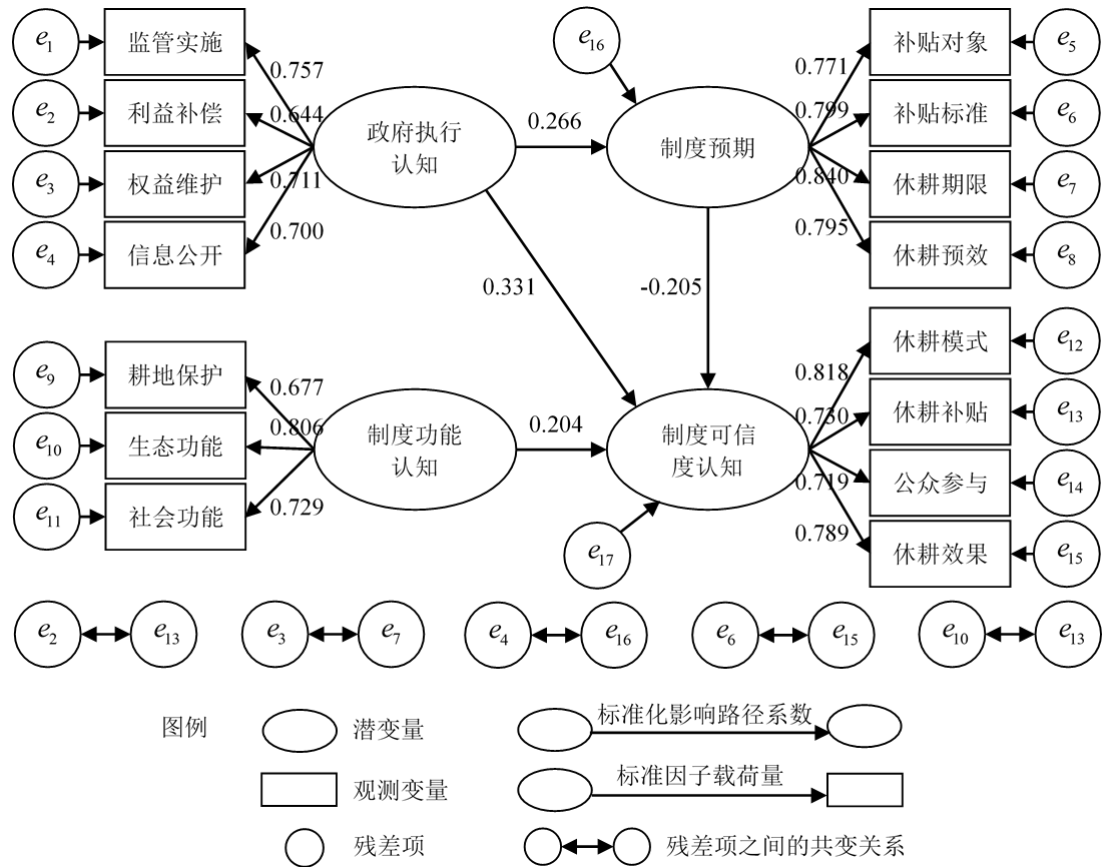 e1
监管实施
0.757
e2
利益补偿
0.644
e3
权益维护
0.711
e4
信息公开
0.700
政府执行
认知
0.266
e16
制度预期
0.771
补贴对象
e5
0.799
补贴标准
e6
0.840
休耕期限
e7
0.795
休耕预效
e8
0.331
-0.205
e9
耕地保护
0.677
e10
生态功能
0.806
e11
社会功能
0.729
制度功能
认知
0.204
制度可信
度认知
e17
0.818
休耕模式
e12
0.730
休耕补贴
e13
0.719
公众参与
e14
0.789
休耕效果
e15
e2
e13
e3
e7
e4
e16
e6
e15
e10
e13
图例
潜变量
标准化影响路径系数
观测变量
标准因子载荷量
残差项
残差项之间的共变关系